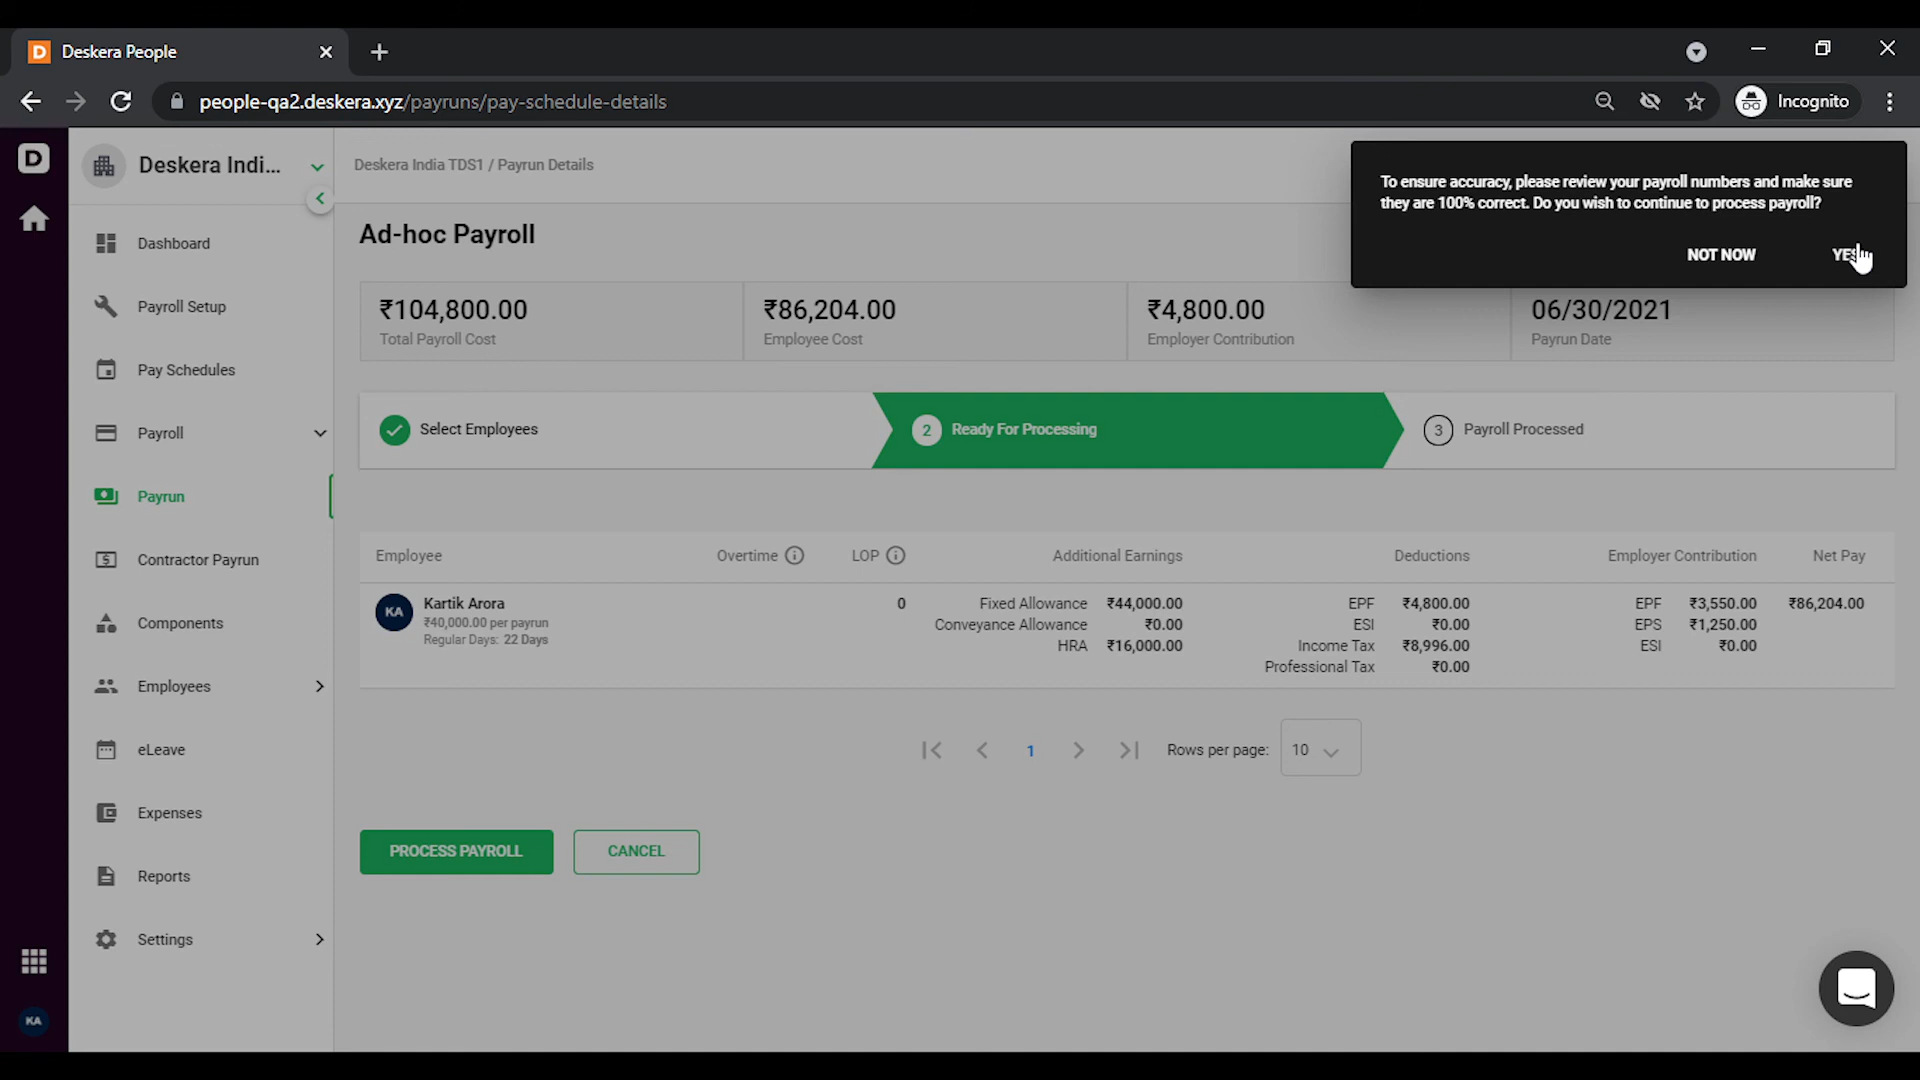 Deskera People
people-qa2.deskera.xyz/payruns/pay-schedule-details
Incognito
Deskera Indi...
Deskera India TDS1 / Payrun Details
To ensure accuracy, please review your payroll numbers and make sure
they are 100% correct. Do you wish to continue to process payroll?
NOT NOW
YES
Dashboard
Payroll Setup
Pay Schedules
Payroll
Payrun
Contractor Payrun
Components
Employees
eLeave
Expenses
Reports
Settings
KA
Ad-hoc Payroll
₹104,800.00
Total Payroll Cost
₹86,204.00
Employee Cost
₹4,800.00
Employer Contribution
06/30/2021
Payrun Date
Select Employees
2 Ready For Processing
3 Payroll Processed
Employee Overtime LOP Additional Earnings Deductions Employer Contribution Net Pay
KA
Kartik Arora
₹40,000.00 per payrun
Regular Days: 22 Days
0
Fixed Allowance ₹44,000.00
Conveyance Allowance ₹0.00
HRA ₹16,000.00
EPF ₹4,800.00
ESI ₹0.00
Income Tax ₹8,996.00
Professional Tax ₹0.00
EPF ₹3,550.00
EPS ₹1,250.00
ESI ₹0.00
₹86,204.00
1
Rows per page: 10
PROCESS PAYROLL
CANCEL